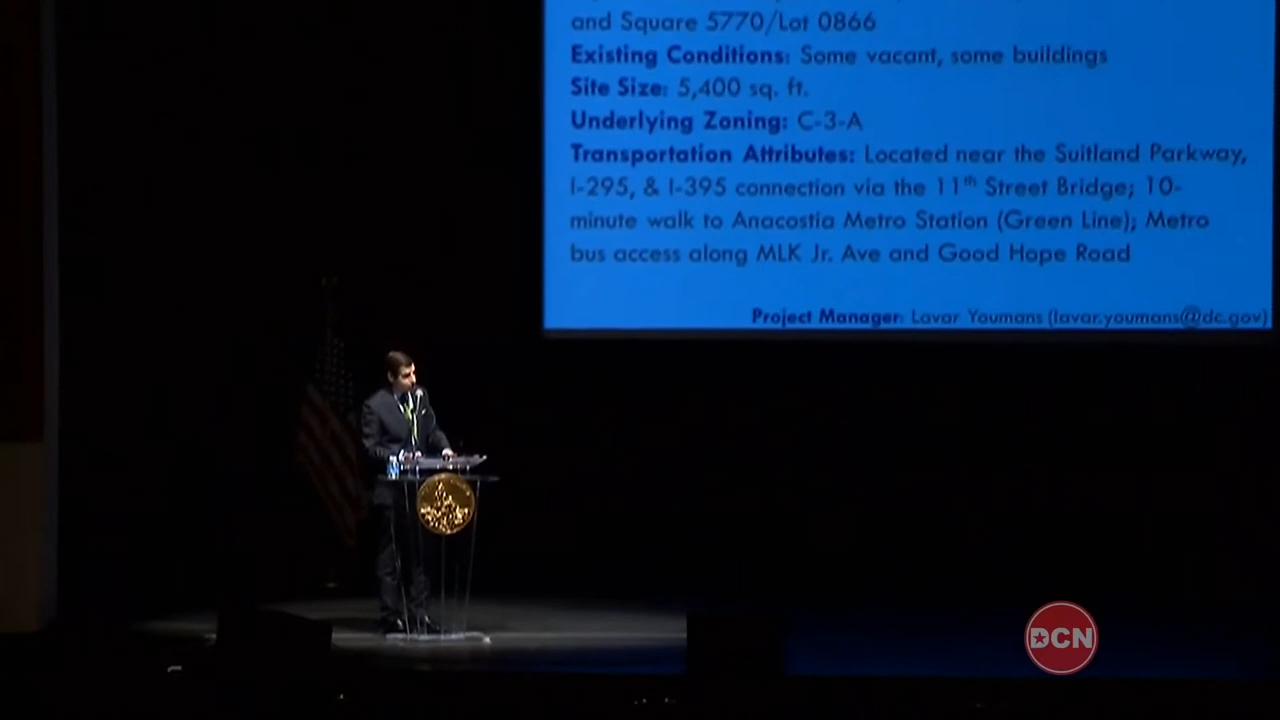 and Square 5770/Lot 0866
Existing Conditions: Some vacant, some buildings
Site Size: 5,400 sq. ft.
Underlying Zoning: C-3-A
Transportation Attributes: Located near the Suitland Parkway,
I-295, & I-395 connection via the 11th Street Bridge; 10-
minute walk to Anacostia Metro Station (Green Line); Metro
bus access along MLK Jr. Ave and Good Hope Road
Project Manager: Lavar Youmans (lavar.youmans@dc.gov)
DCN